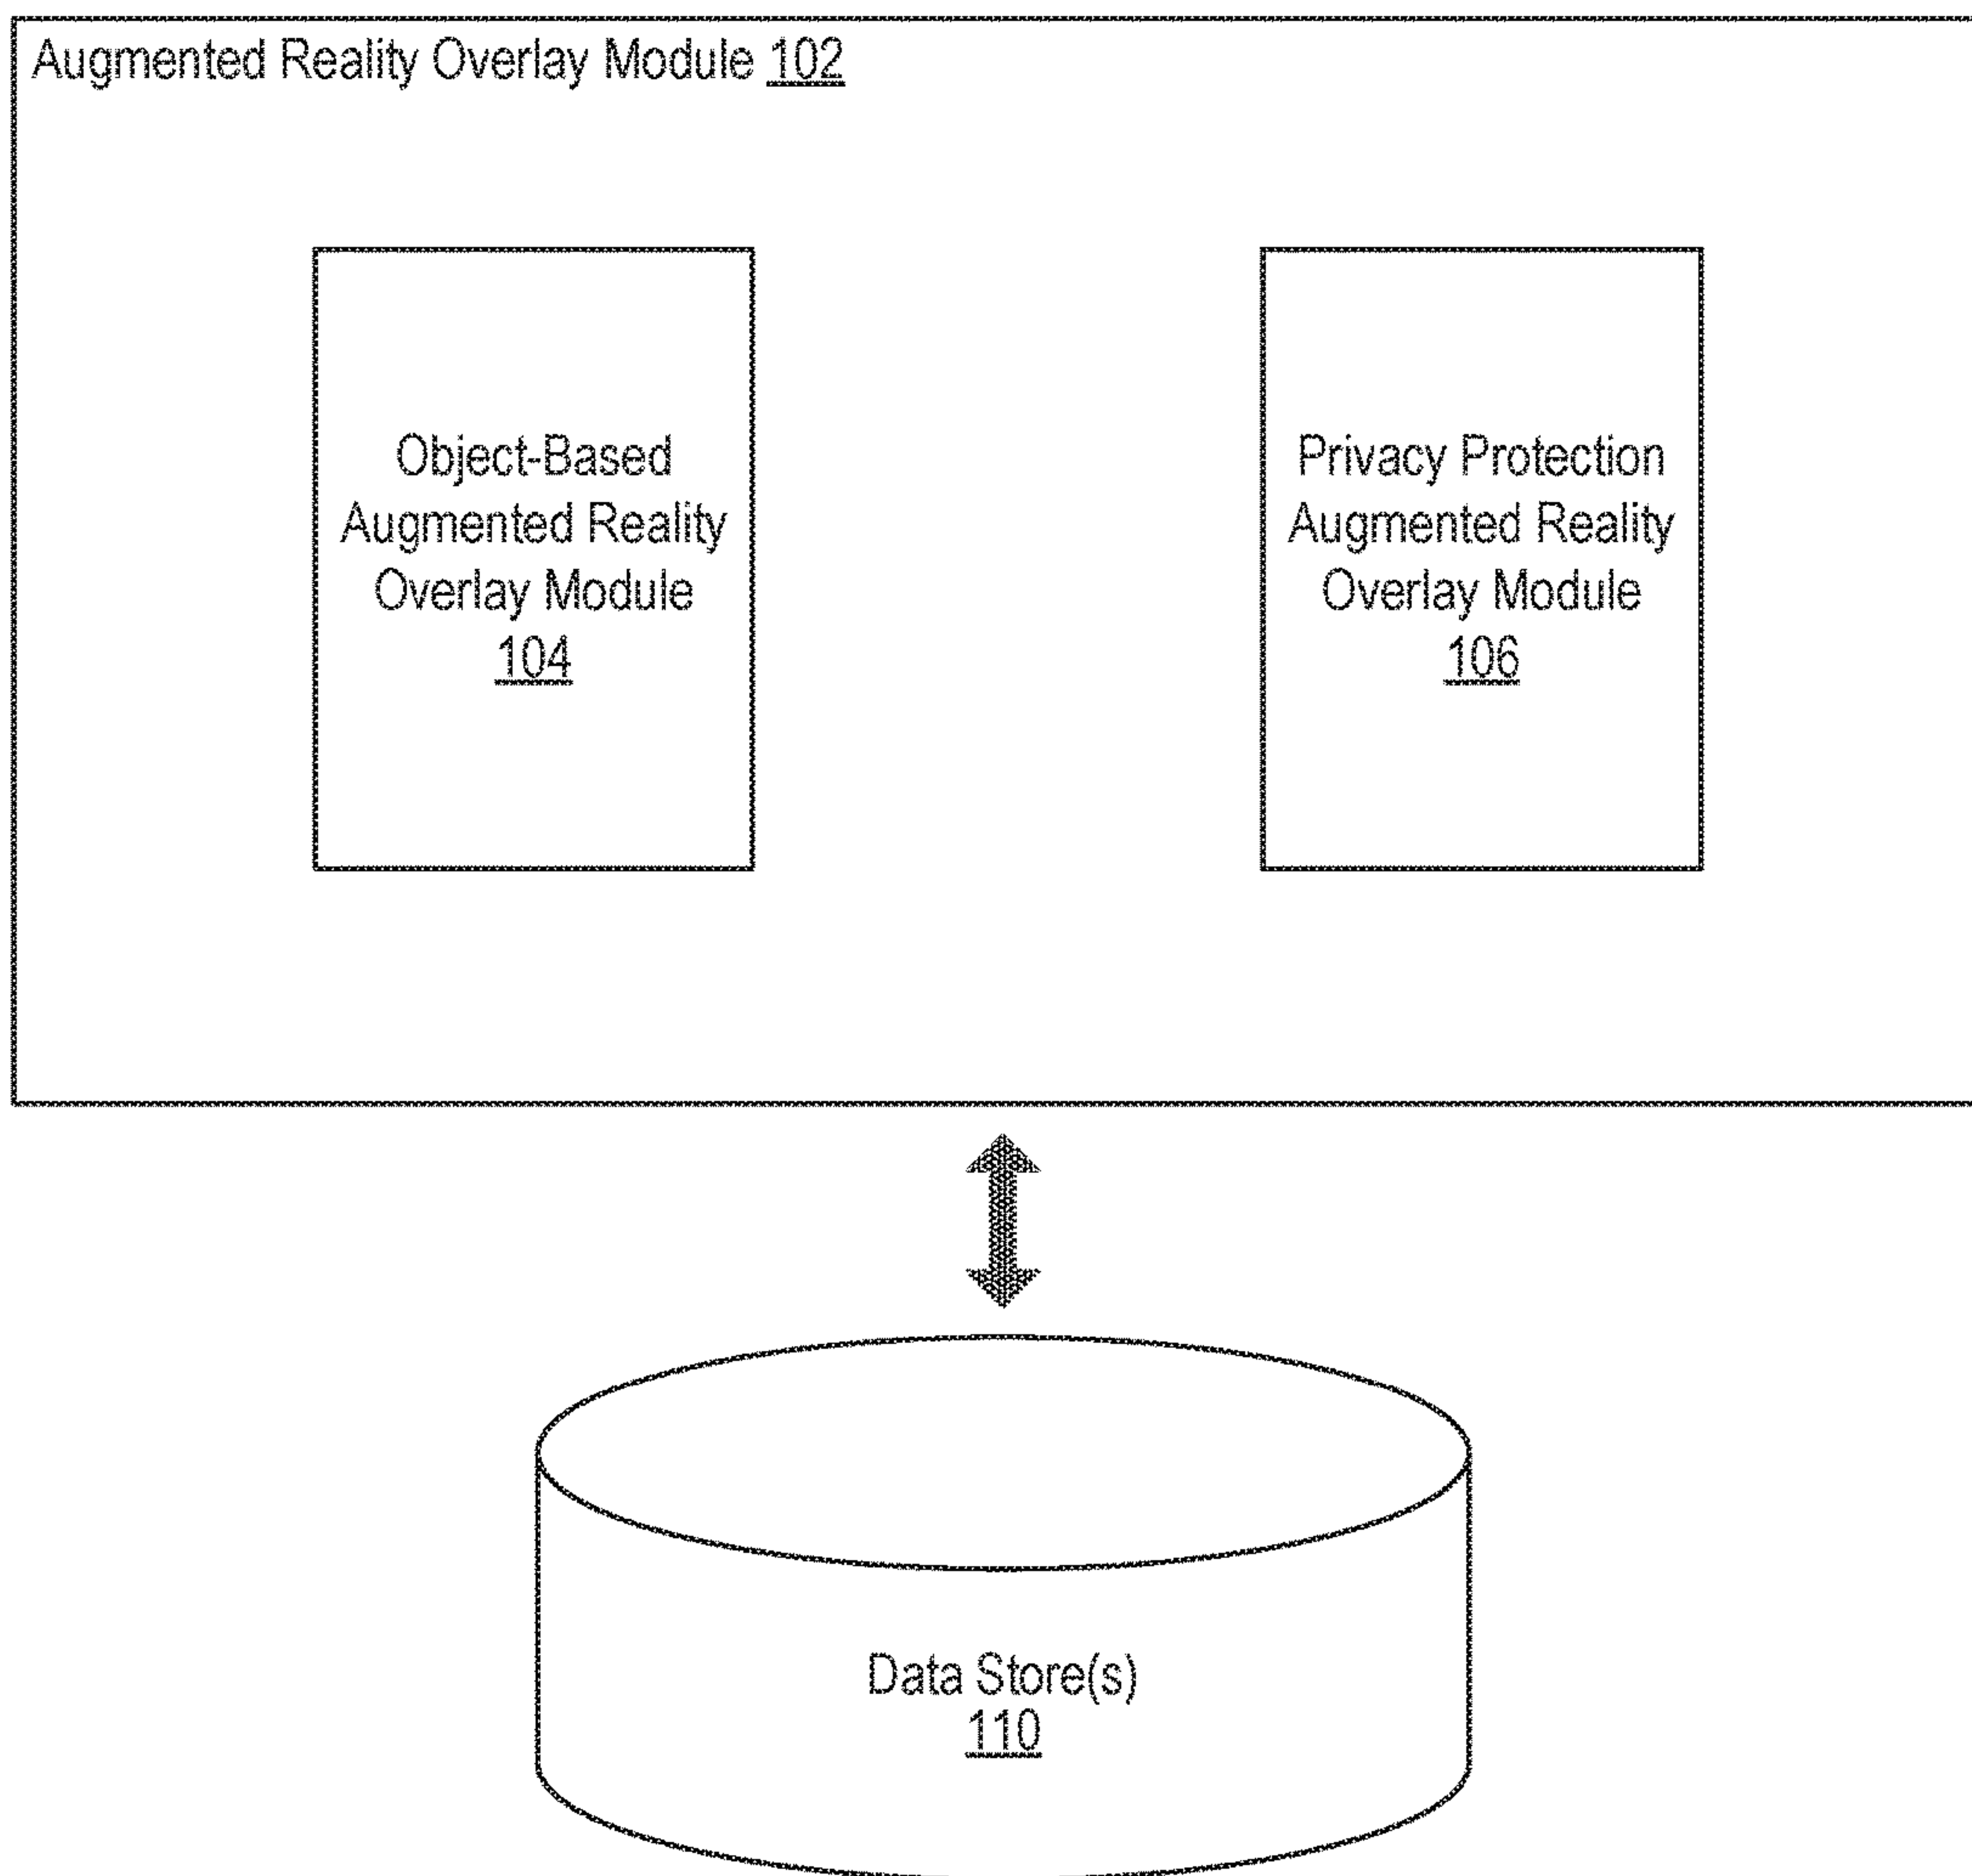 Augmented Reality Overlay Module 102
Object-Based
Augmented Reality
Overlay Module
104
Privacy Protection
Augmented Reality
Overlay Module
106
Data Store(s)
110